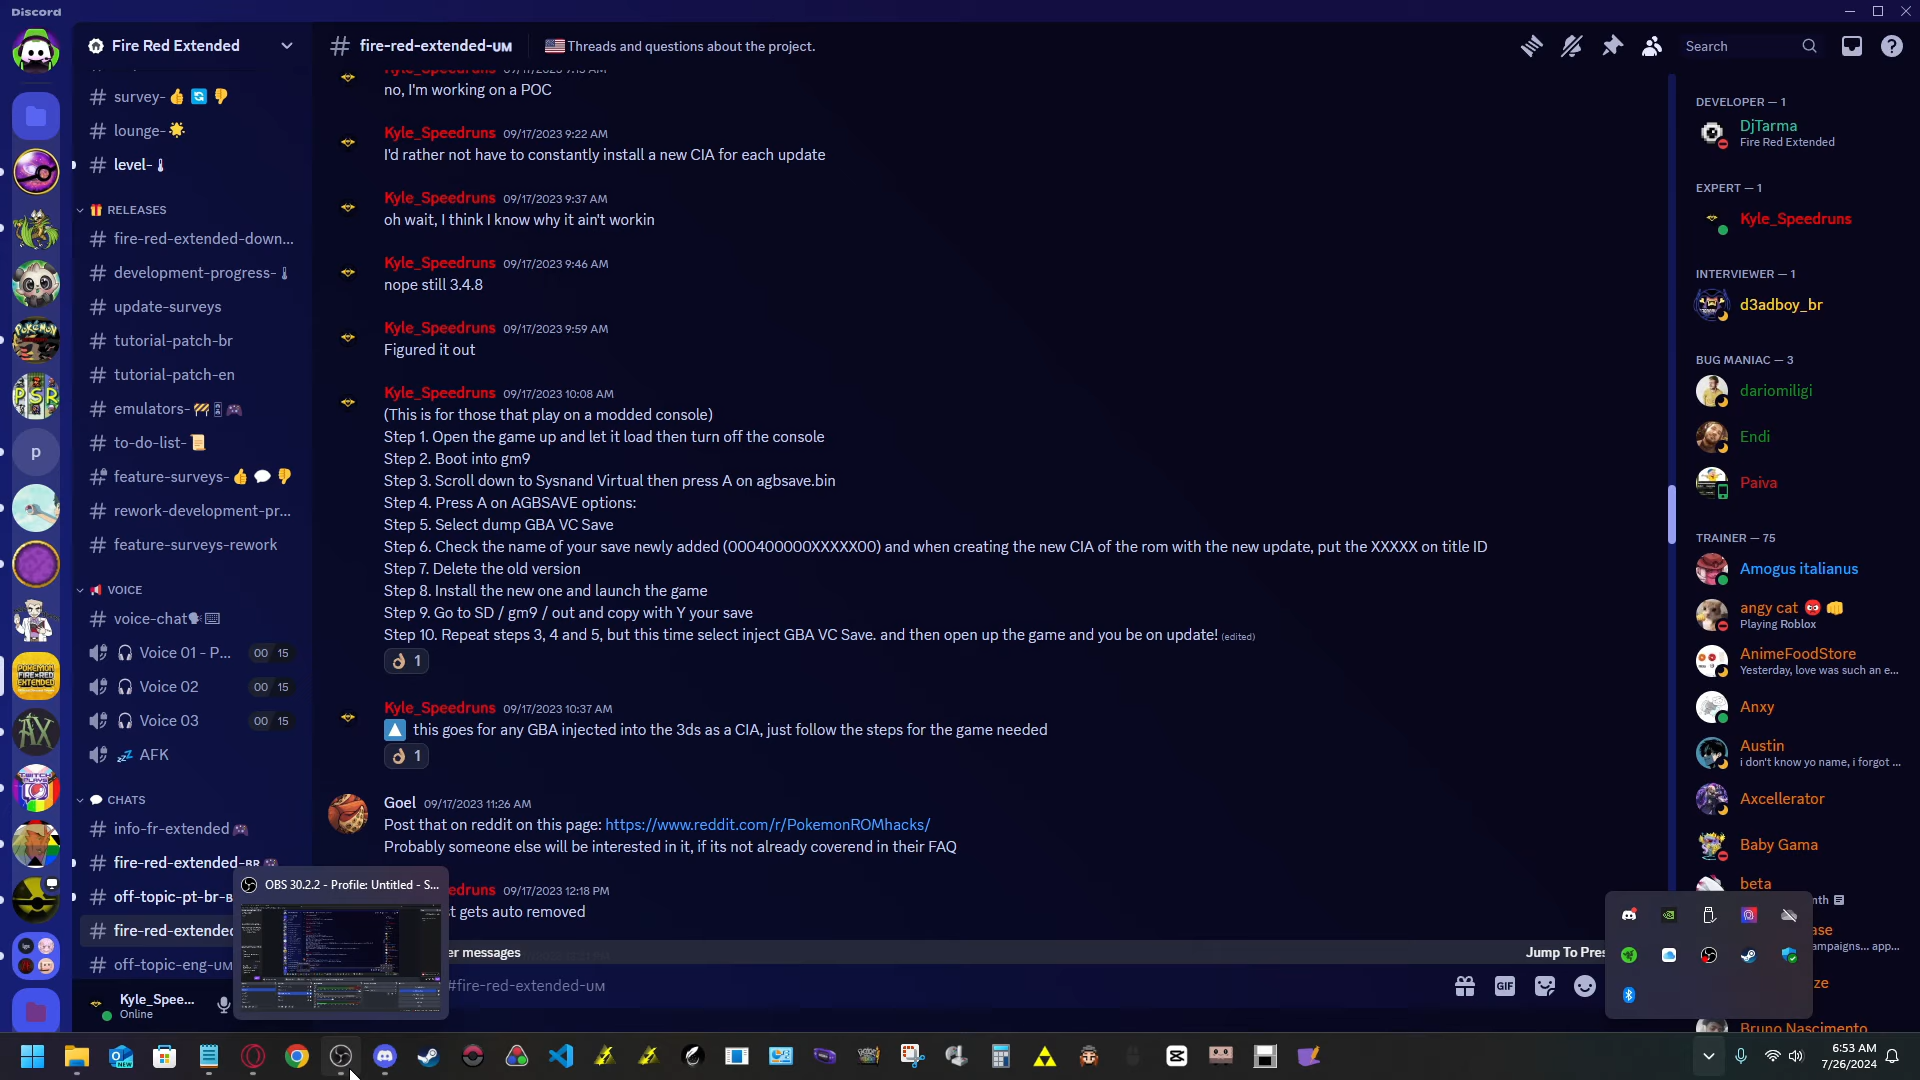 Discord
Fire Red Extended
survey-
lounge-
level-
RELEASES
fire-red-extended-down...
development-progress-
update-surveys
tutorial-patch-br
tutorial-patch-en
emulators-
to-do-list-
feature-surveys-
rework-development-pr...
feature-surveys-rework
VOICE
voice-chat
Voice 01 - P... 00 15
Voice 02 00 15
Voice 03 00 15
AFK
CHATS
info-fr-extended
fire-red-extended-BR
off-topic-pt-br-B
fire-red-extended
off-topic-eng-UM
Kyle_Spee...
Online
P
fire-red-extended-UM
Threads and questions about the project.
Search
Kyle_Speedruns 09/17/2023 9:15 AM
no, I'm working on a POC
Kyle_Speedruns 09/17/2023 9:22 AM
I'd rather not have to constantly install a new CIA for each update
Kyle_Speedruns 09/17/2023 9:37 AM
oh wait, I think I know why it ain't workin
Kyle_Speedruns 09/17/2023 9:46 AM
nope still 3.4.8
Kyle_Speedruns 09/17/2023 9:59 AM
Figured it out
Kyle_Speedruns 09/17/2023 10:08 AM
(This is for those that play on a modded console)
Step 1. Open the game up and let it load then turn off the console
Step 2. Boot into gm9
Step 3. Scroll down to Sysnand Virtual then press A on agbsave.bin
Step 4. Press A on AGBSAVE options:
Step 5. Select dump GBA VC Save
Step 6. Check the name of your save newly added (000400000XXXXX00) and when creating the new CIA of the rom with the new update, put the XXXXX on title ID
Step 7. Delete the old version
Step 8. Install the new one and launch the game
Step 9. Go to SD / gm9 / out and copy with Y your save
Step 10. Repeat steps 3, 4 and 5, but this time select inject GBA VC Save. and then open up the game and you be on update! (edited)
1
Kyle_Speedruns 09/17/2023 10:37 AM
this goes for any GBA injected into the 3ds as a CIA, just follow the steps for the game needed
1
Goel 09/17/2023 11:26 AM
Post that on reddit on this page: https://www.reddit.com/r/PokemonROMhacks/
Probably someone else will be interested in it, if its not already coverend in their FAQ
edruns 09/17/2023 12:18 PM
t gets auto removed
er messages
Jump To Pres
#fire-red-extended-UM
GIF
OBS 30.2.2 - Profile: Untitled - S...
DEVELOPER — 1
DjTarma
Fire Red Extended
EXPERT — 1
Kyle_Speedruns
INTERVIEWER — 1
d3adboy_br
BUG MANIAC — 3
dariomiligi
Endi
Paiva
TRAINER — 75
Amogus italianus
angy cat
Playing Roblox
AnimeFoodStore
Yesterday, love was such an e...
Anxy
Austin
i don't know yo name, i forgot ...
Axcellerator
Baby Gama
beta
nth
ase
ampaigns... app...
ze
Bruno Nascimento
6:53 AM
7/26/2024